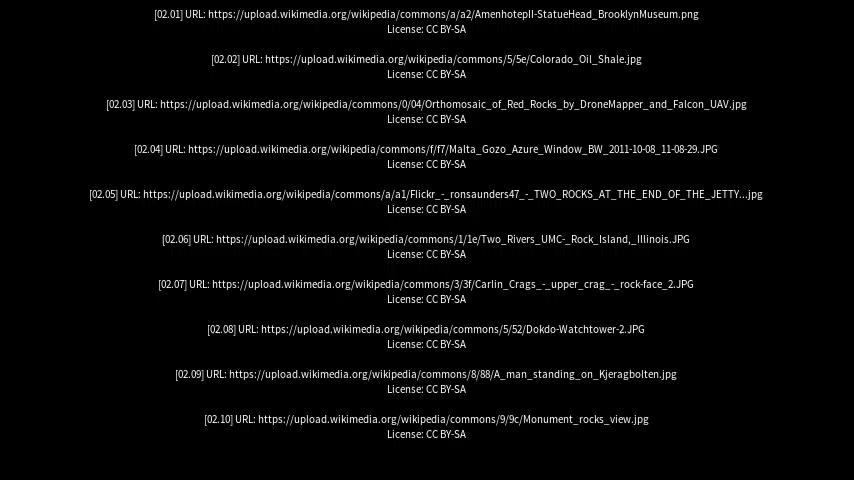 [02.01] URL: https://upload.wikimedia.org/wikipedia/commons/a/a2/AmenhotepII-StatueHead_BrooklynMuseum.png
License: CC BY-SA
[02.02] URL: https://upload.wikimedia.org/wikipedia/commons/5/5e/Colorado_Oil_Shale.jpg
License: CC BY-SA
[02.03] URL: https://upload.wikimedia.org/wikipedia/commons/0/04/Orthomosaic_of_Red_Rocks_by_DroneMapper_and_Falcon_UAV.jpg
License: CC BY-SA
[02.04] URL: https://upload.wikimedia.org/wikipedia/commons/f/f7/Malta_Gozo_Azure_Window_BW_2011-10-08_11-08-29.JPG
License: CC BY-SA
[02.05] URL: https://upload.wikimedia.org/wikipedia/commons/a/a1/Flickr_-_ronsaunders47_-_TWO_ROCKS_AT_THE_END_OF_THE_JETTY...jpg
License: CC BY-SA
[02.06] URL: https://upload.wikimedia.org/wikipedia/commons/1/1e/Two_Rivers_UMC-_Rock_Island,_Illinois.JPG
License: CC BY-SA
[02.07] URL: https://upload.wikimedia.org/wikipedia/commons/3/3f/Carlin_Crags_-_upper_crag_-_rock-face_2.JPG
License: CC BY-SA
[02.08] URL: https://upload.wikimedia.org/wikipedia/commons/5/52/Dokdo-Watchtower-2.JPG
License: CC BY-SA
[02.09] URL: https://upload.wikimedia.org/wikipedia/commons/8/88/A_man_standing_on_Kjeragbolten.jpg
License: CC BY-SA
[02.10] URL: https://upload.wikimedia.org/wikipedia/commons/9/9c/Monument_rocks_view.jpg
License: CC BY-SA